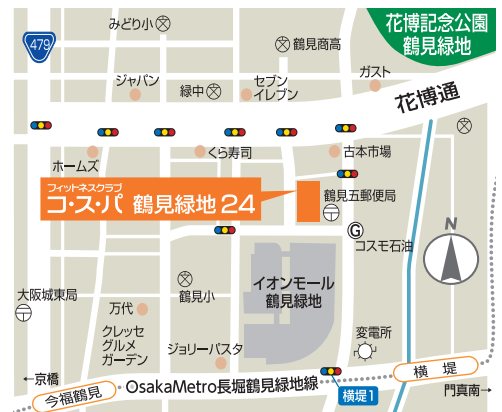 479
みどり小
鶴見商高
花博記念公園
鶴見緑地
ジャパン
緑中
セブン
イレブン
ガスト
花博通
ホームズ
くら寿司
古本市場
フィットネスクラブ
コ・ス・パ 鶴見緑地24
鶴見五郵便局
G
コスモ石油
N
イオンモール
鶴見緑地
大阪城東局
鶴見小
万代
クレッセ
グルメ
ガーデン
ジョリーパスタ
変電所
←京橋
今福鶴見
OsakaMetro長堀鶴見緑地線
横堤
横堤1
門真南→